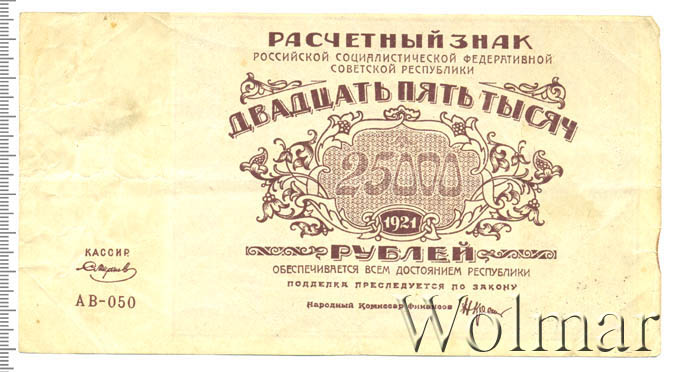 РАСЧЕТНЫЙ ЗНАК
РОССИЙСКОЙ СОЦИАЛИСТИЧЕСКОЙ ФЕДЕРАТИВНОЙ
СОВЕТСКОЙ РЕСПУБЛИКИ
ДВАДЦАТЬ ПЯТЬ ТЫСЯЧ
25000
1921
РУБЛЕЙ
ОБЕСПЕЧИВАЕТСЯ ВСЕМ ДОСТОЯНИЕМ РЕСПУБЛИКИ
ПОДДЕЛКА ПРЕСЛЕДУЕТСЯ ПО ЗАКОНУ
Народный Комиссар Финансов
КАССИР
АВ-050
Wolmar